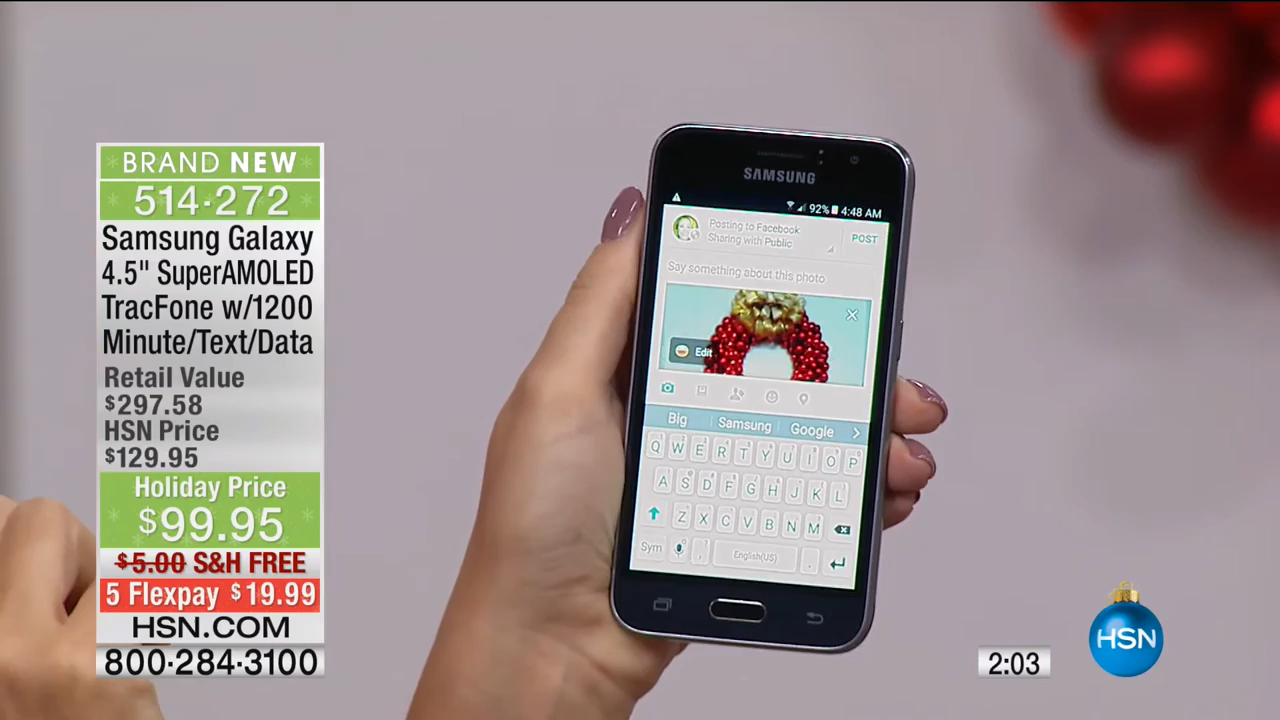 BRAND NEW
514-272
Samsung Galaxy
4.5" SuperAMOLED
TracFone w/1200
Minute/Text/Data
Retail Value
$297.58
HSN Price
$129.95
Holiday Price
$99.95
$5.00 S&H FREE
5 Flexpay $19.99
HSN.COM
800·284·3100
SAMSUNG
92% 4:48 AM
Posting to Facebook
Sharing with Public
POST
Say something about this photo
Edit
Big Samsung Google
Q W E R T Y U I O P
A S D F G H J K L
Z X C V B N M
Sym , English(US) .
2:03
HSN